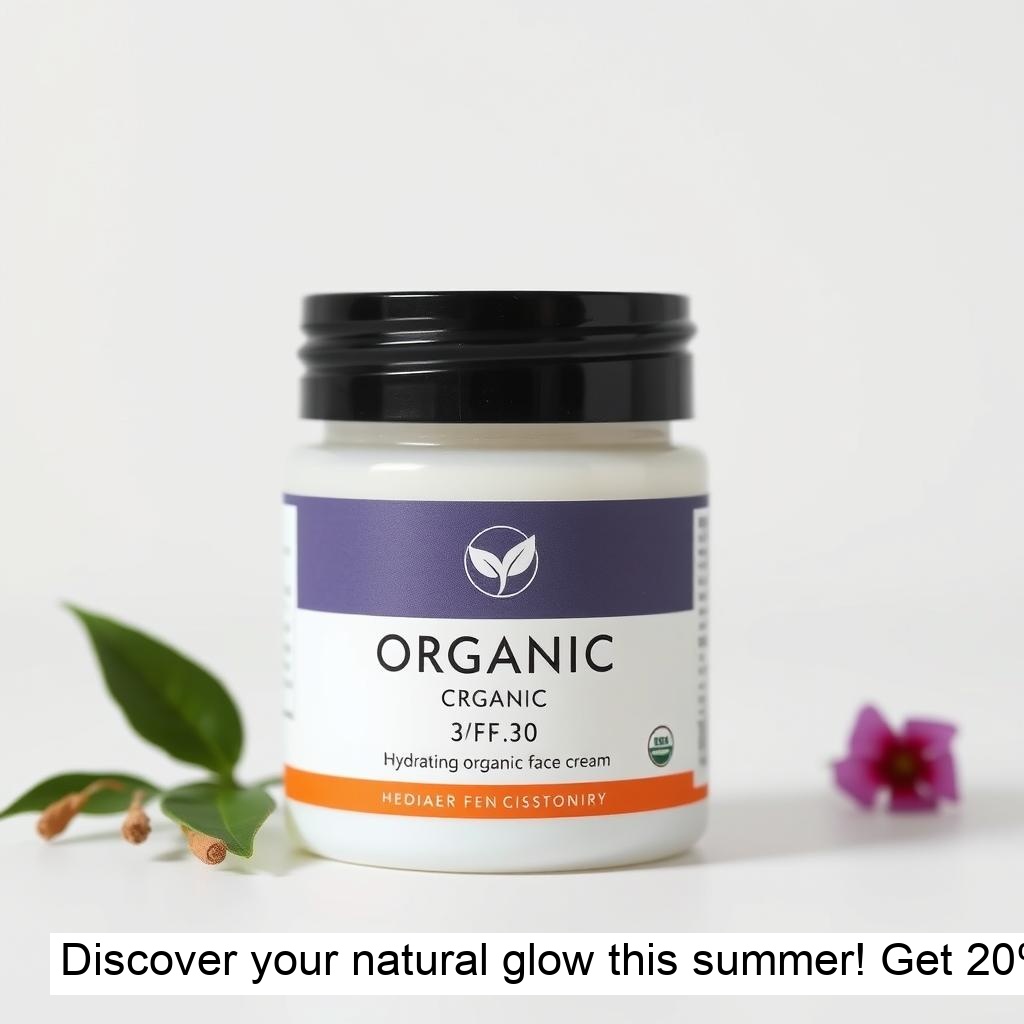 ORGANIC
CRGANIC
3/FF.30
Hydrating organic face cream
HEDIAER FEN CISSTONIRY
Discover your natural glow this summer! Get 20